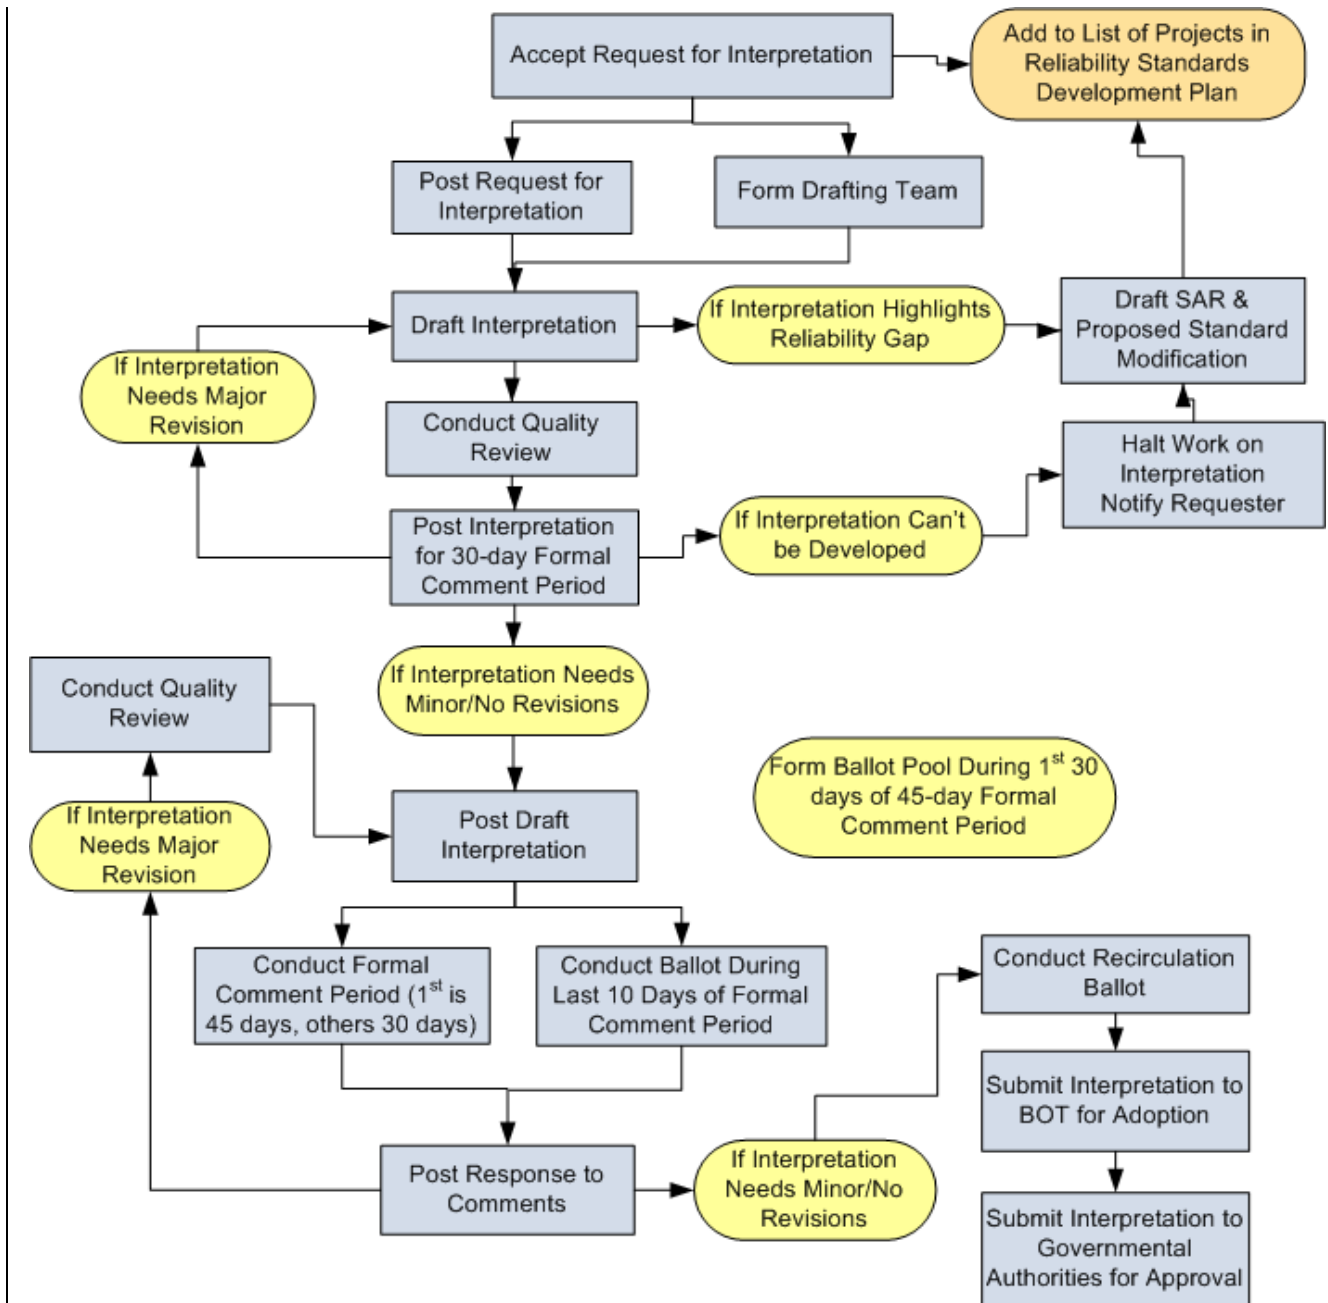 Accept Request for Interpretation
Add to List of Projects in
Reliability Standards
Development Plan
Post Request for
Interpretation
Form Drafting Team
Draft Interpretation
If Interpretation Highlights
Reliability Gap
Draft SAR &
Proposed Standard
Modification
If Interpretation
Needs Major
Revision
Conduct Quality
Review
Halt Work on
Interpretation
Notify Requester
Post Interpretation
for 30-day Formal
Comment Period
If Interpretation Can't
be Developed
If Interpretation Needs
Minor/No Revisions
Conduct Quality
Review
Form Ballot Pool During 1st 30
days of 45-day Formal
Comment Period
If Interpretation
Needs Major
Revision
Post Draft
Interpretation
Conduct Formal
Comment Period (1st is
45 days, others 30 days)
Conduct Ballot During
Last 10 Days of Formal
Comment Period
Conduct Recirculation
Ballot
Submit Interpretation to
BOT for Adoption
Post Response to
Comments
If Interpretation
Needs Minor/No
Revisions
Submit Interpretation to
Governmental
Authorities for Approval